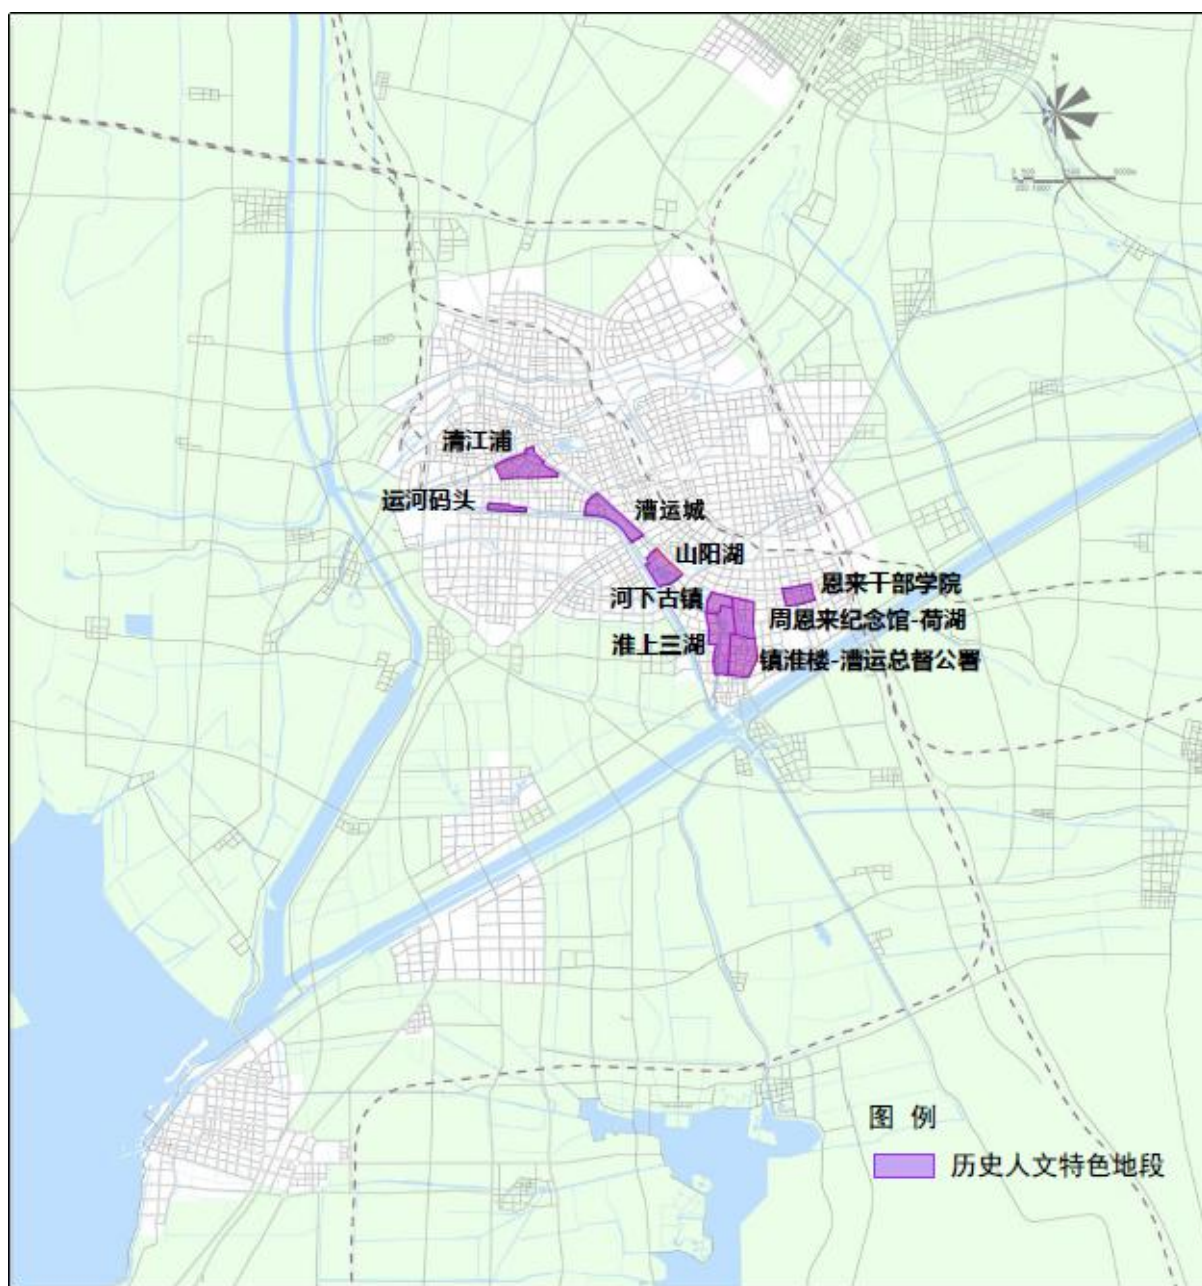 N
清江浦
运河码头
漕运城
山阳湖
恩来干部学院
河下古镇
周恩来纪念馆-荷湖
淮上三湖
镇淮楼-漕运总督公署
图 例
历史人文特色地段